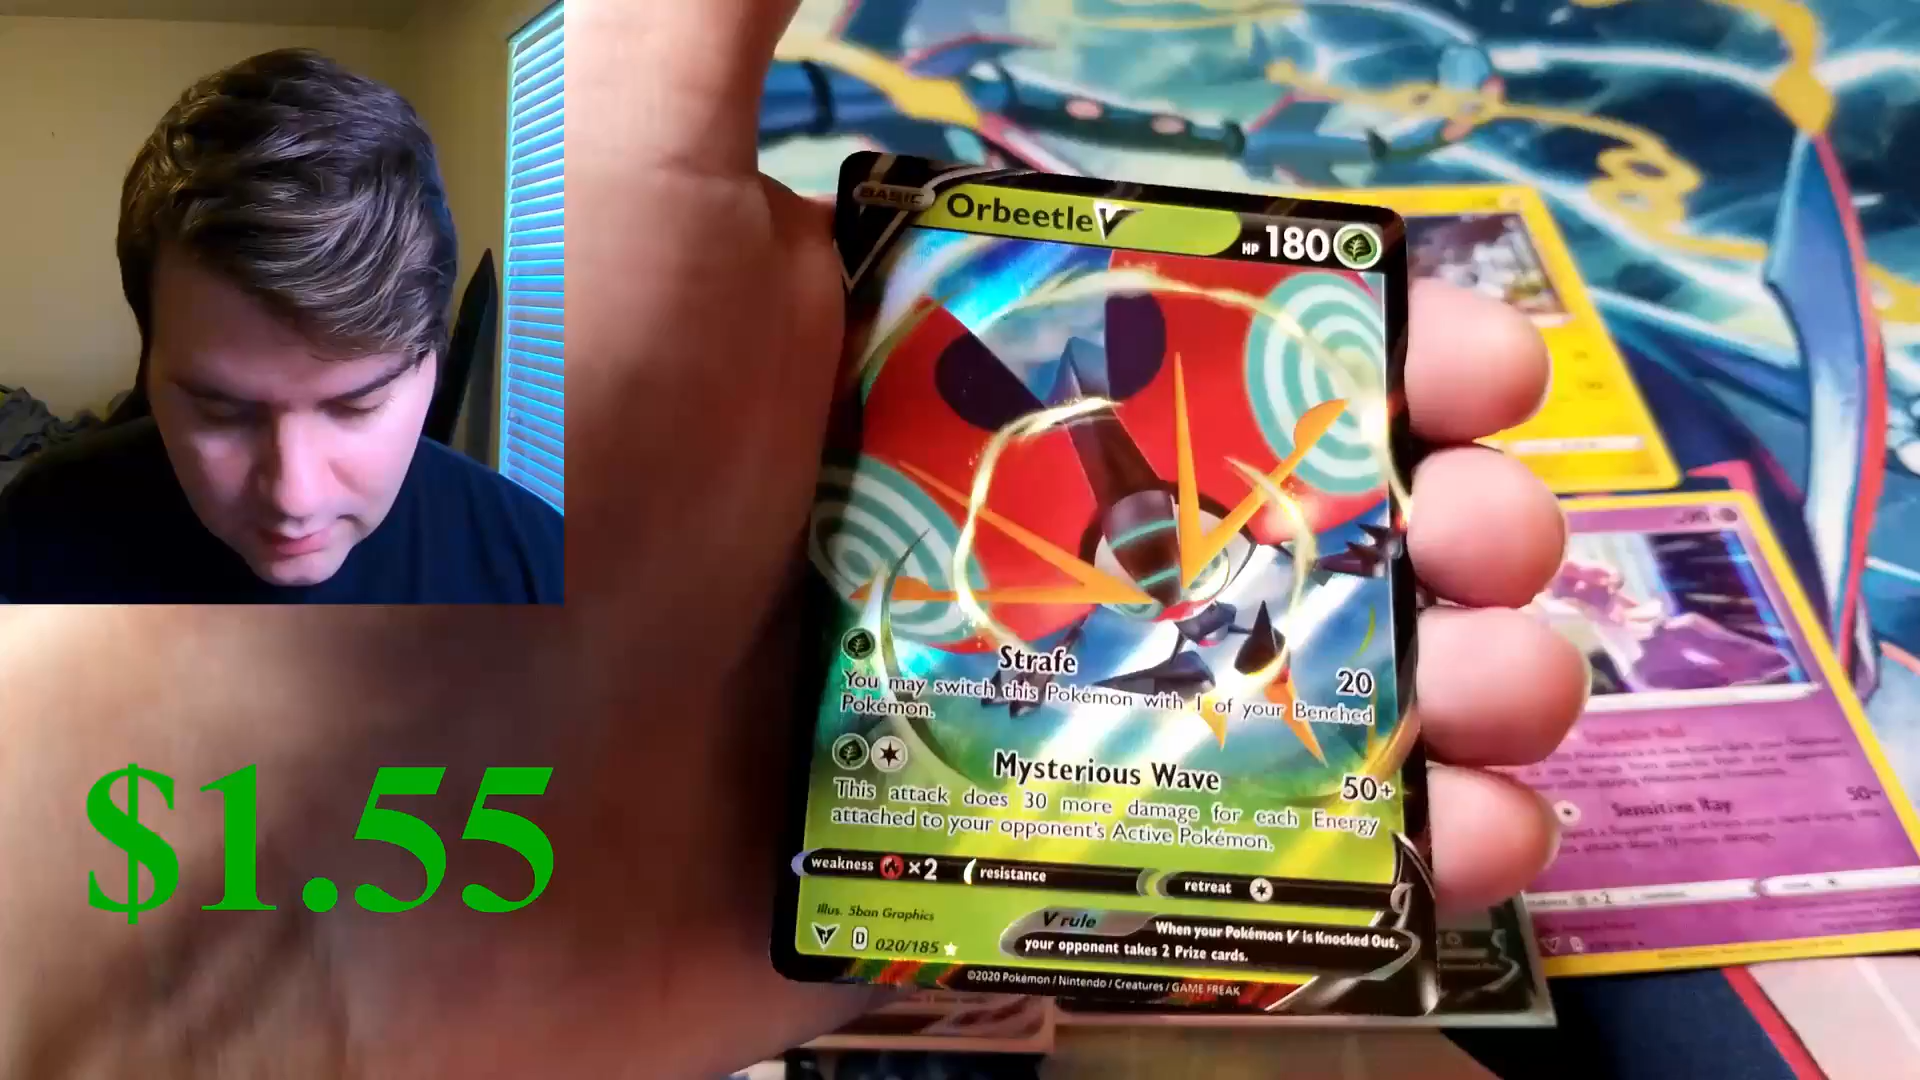 BASIC
Orbeetle V
HP 180
Strafe
20
You may switch this Pokémon with 1 of your Benched
Pokémon.
Mysterious Wave
50+
This attack does 30 more damage for each Energy
attached to your opponent's Active Pokémon.
weakness ×2 resistance retreat
Illus. 5ban Graphics
D 020/185
V rule When your Pokémon V is Knocked Out,
your opponent takes 2 Prize cards.
©2020 Pokémon / Nintendo / Creatures / GAME FREAK
Sensitive Ray
$1.55